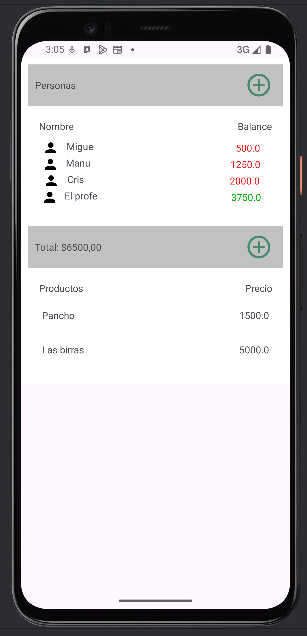 3:05 3G
Personas
Nombre Balance
Migue 500.0
Manu 1250.0
Cris 2000.0
El profe 3750.0
Total: $6500,00
Productos Precio
Pancho 1500.0
Las birras 5000.0